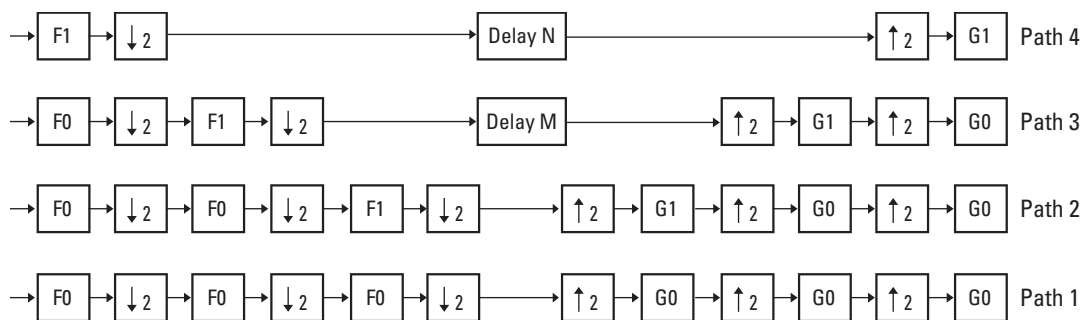 F1 ↓2 Delay N ↑2 G1 Path 4
F0 ↓2 F1 ↓2 Delay M ↑2 G1 ↑2 G0 Path 3
F0 ↓2 F0 ↓2 F1 ↓2 ↑2 G1 ↑2 G0 ↑2 G0 Path 2
F0 ↓2 F0 ↓2 F0 ↓2 ↑2 G0 ↑2 G0 ↑2 G0 Path 1